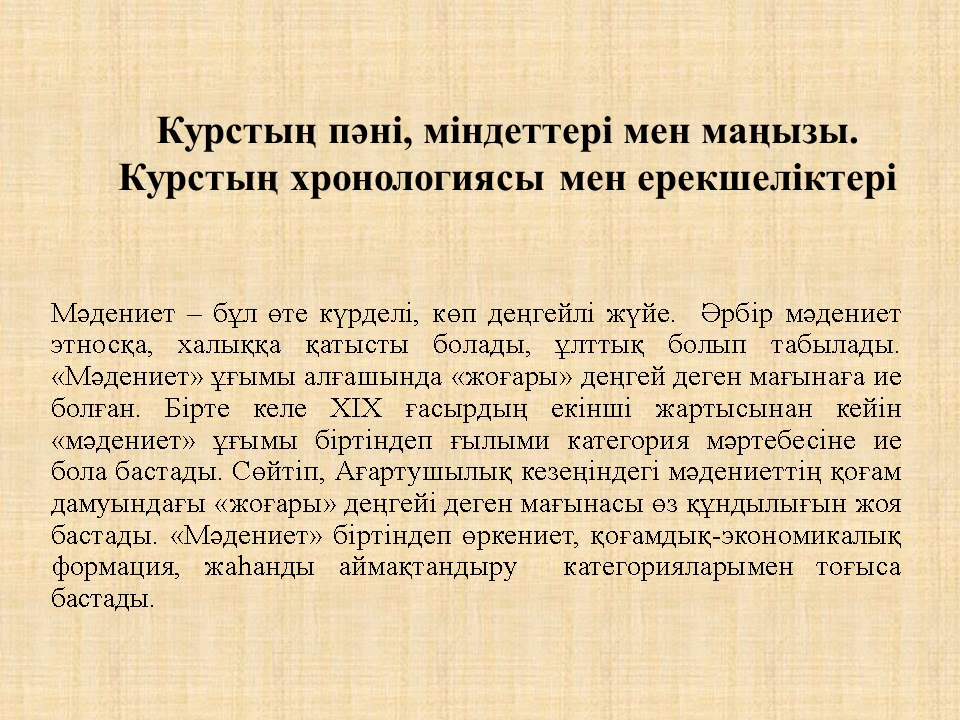 Курстың пәні, міндеттері мен маңызы.
Курстың хронологиясы мен ерекшеліктері
Мәдениет – бұл өте күрделі, көп деңгейлі жүйе. Әрбір мәдениет
этносқа, халыққа қатысты болады, ұлттық болып табылады.
«Мәдениет» ұғымы алғашында «жоғары» деңгей деген мағынаға ие
болған. Бірте келе XIX ғасырдың екінші жартысынан кейін
«мәдениет» ұғымы біртіндеп ғылыми категория мәртебесіне ие
бола бастады. Сөйтіп, Ағартушылық кезеңіндегі мәдениеттің қоғам
дамуындағы «жоғары» деңгейі деген мағынасы өз құндылығын жоя
бастады. «Мәдениет» біртіндеп өркениет, қоғамдық-экономикалық
формация, жаһанды аймақтандыру категорияларымен тоғыса
бастады.